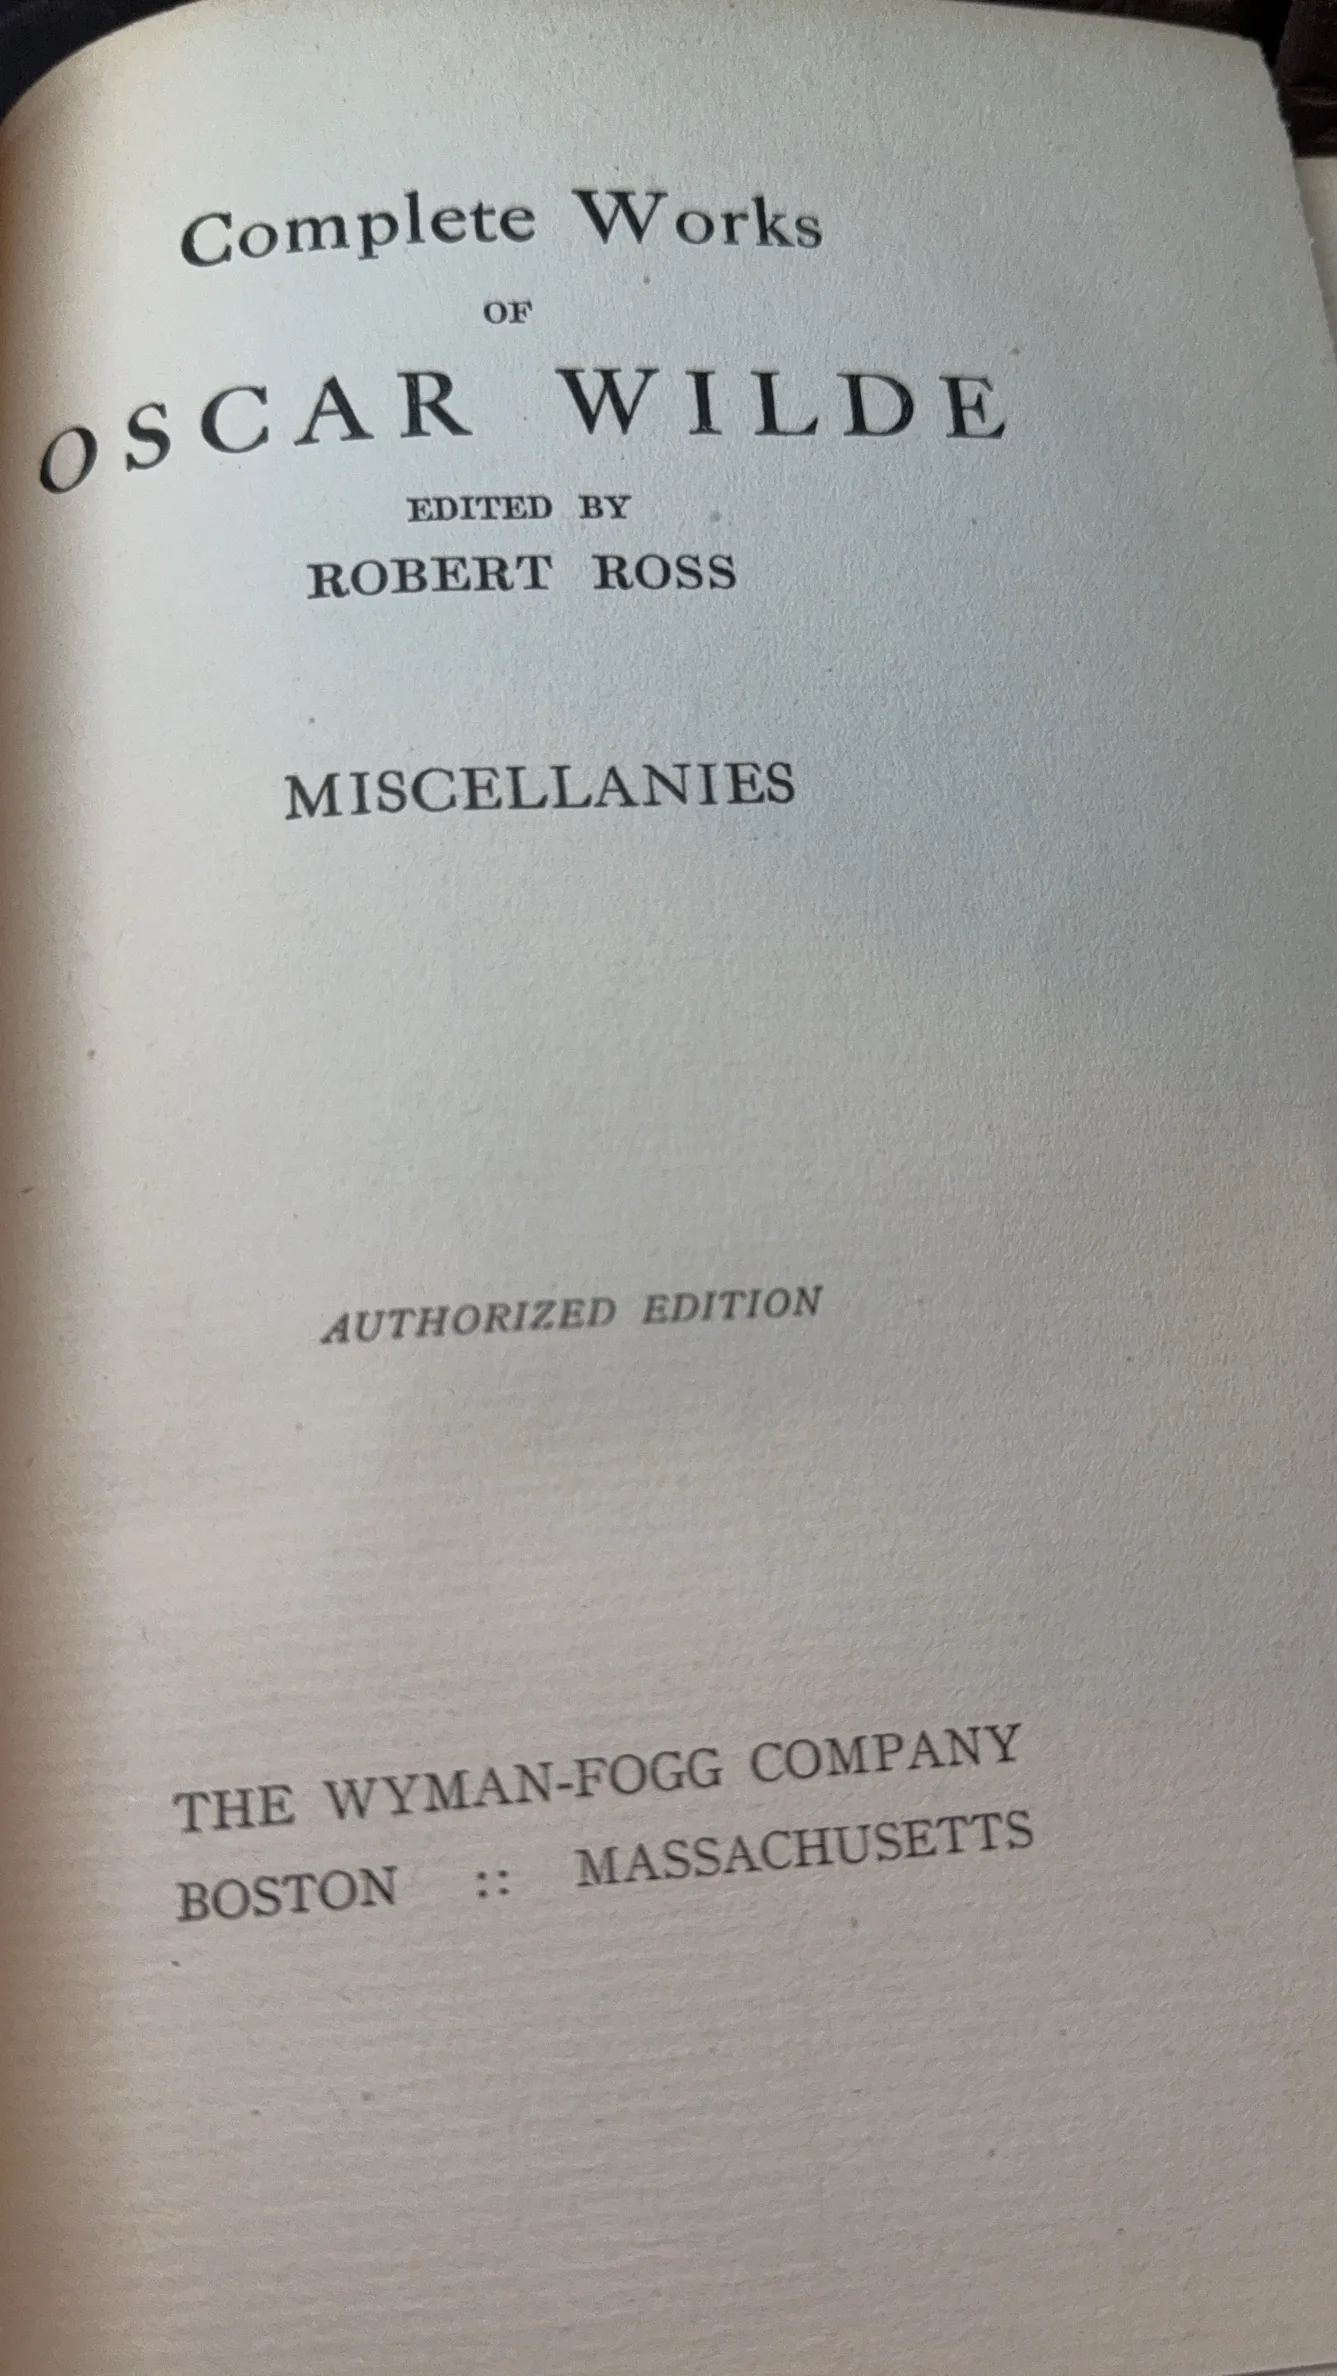 Complete Works
OF
OSCAR WILDE
EDITED BY
ROBERT ROSS
MISCELLANIES
AUTHORIZED EDITION
THE WYMAN-FOGG COMPANY
BOSTON :: MASSACHUSETTS